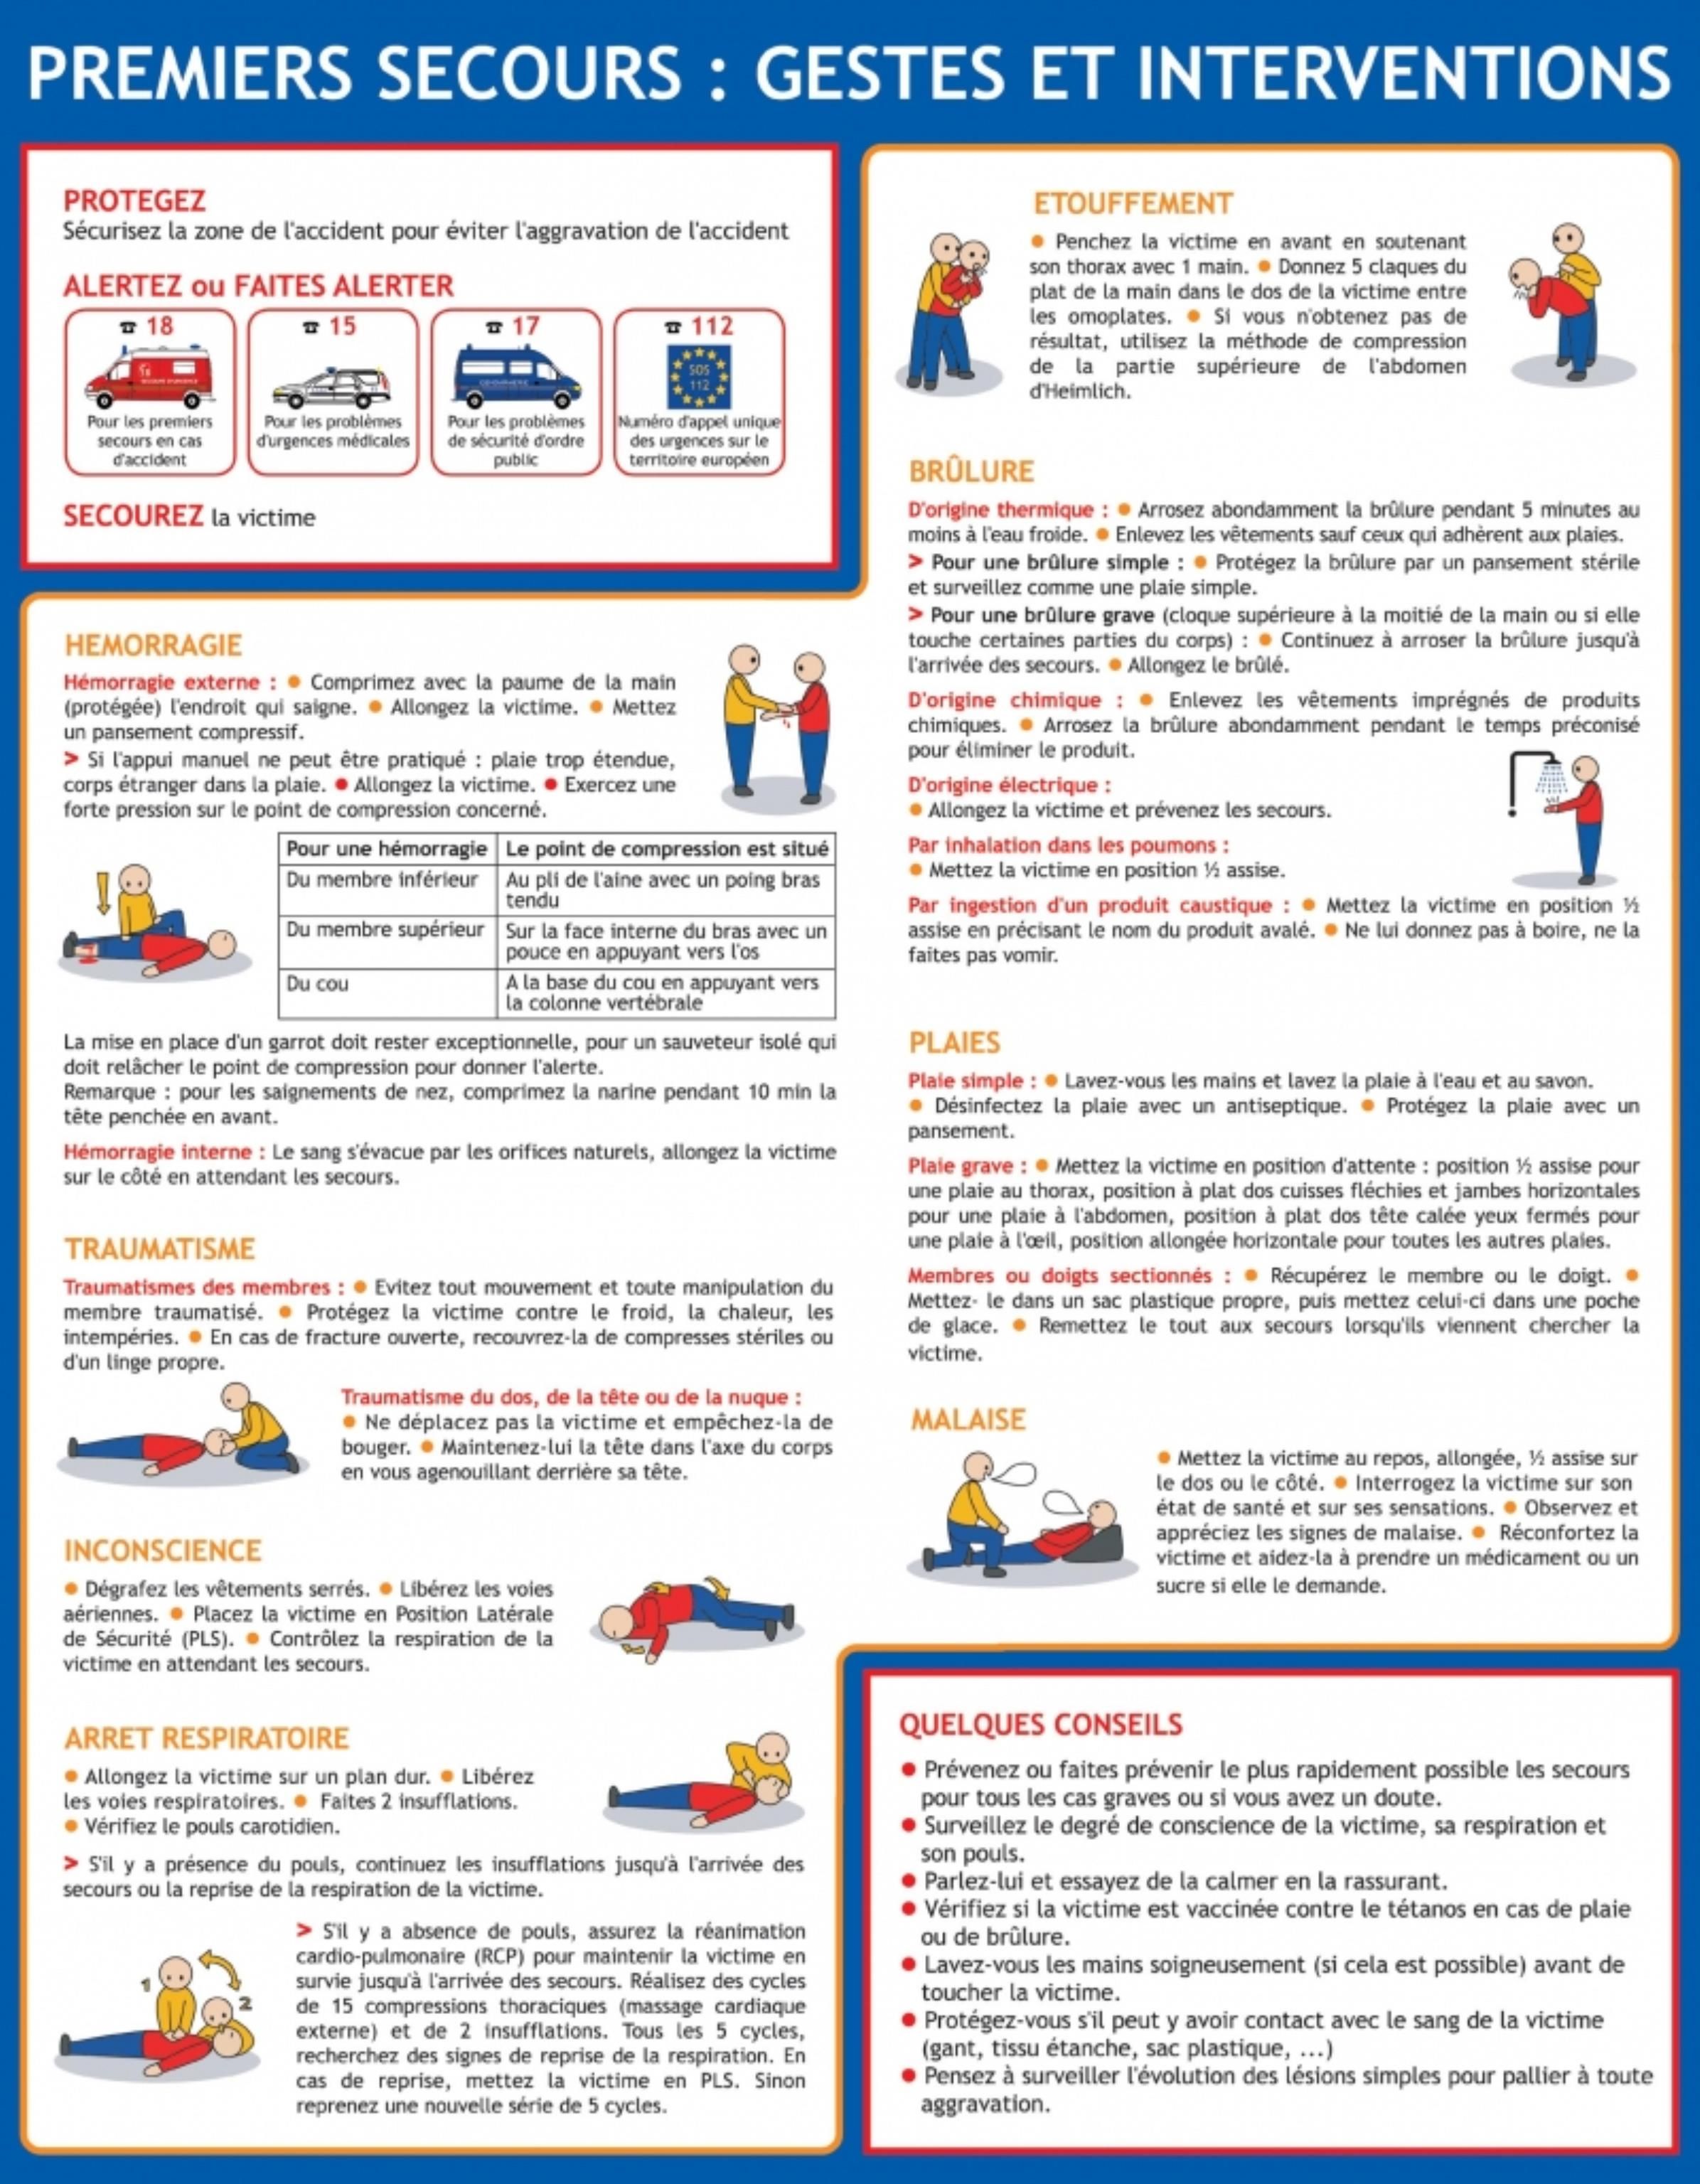 PREMIERS SECOURS : GESTES ET INTERVENTIONS
PROTEGEZ
Sécurisez la zone de l'accident pour éviter l'aggravation de l'accident
ALERTEZ ou FAITES ALERTER
☎ 18
Pour les premiers
secours en cas
d'accident
☎ 15
Pour les problèmes
d'urgences médicales
☎ 17
Pour les problèmes
de sécurité d'ordre
public
☎ 112
SOS
112
Numéro d'appel unique
des urgences sur le
territoire européen
SECOUREZ la victime
HEMORRAGIE
Hémorragie externe : ● Comprimez avec la paume de la main
(protégée) l'endroit qui saigne. ● Allongez la victime. ● Mettez
un pansement compressif.
> Si l'appui manuel ne peut être pratiqué : plaie trop étendue,
corps étranger dans la plaie. ● Allongez la victime. ● Exercez une
forte pression sur le point de compression concerné.
Pour une hémorragie Le point de compression est situé
Du membre inférieur Au pli de l'aine avec un poing bras
tendu
Du membre supérieur Sur la face interne du bras avec un
pouce en appuyant vers l'os
Du cou A la base du cou en appuyant vers
la colonne vertébrale
La mise en place d'un garrot doit rester exceptionnelle, pour un sauveteur isolé qui
doit relâcher le point de compression pour donner l'alerte.
Remarque : pour les saignements de nez, comprimez la narine pendant 10 min la
tête penchée en avant.
Hémorragie interne : Le sang s'évacue par les orifices naturels, allongez la victime
sur le côté en attendant les secours.
TRAUMATISME
Traumatismes des membres : ● Evitez tout mouvement et toute manipulation du
membre traumatisé. ● Protégez la victime contre le froid, la chaleur, les
intempéries. ● En cas de fracture ouverte, recouvrez-la de compresses stériles ou
d'un linge propre.
Traumatisme du dos, de la tête ou de la nuque :
● Ne déplacez pas la victime et empêchez-la de
bouger. ● Maintenez-lui la tête dans l'axe du corps
en vous agenouillant derrière sa tête.
INCONSCIENCE
● Dégrafez les vêtements serrés. ● Libérez les voies
aériennes. ● Placez la victime en Position Latérale
de Sécurité (PLS). ● Contrôlez la respiration de la
victime en attendant les secours.
ARRET RESPIRATOIRE
● Allongez la victime sur un plan dur. ● Libérez
les voies respiratoires. ● Faites 2 insufflations.
● Vérifiez le pouls carotidien.
> S'il y a présence du pouls, continuez les insufflations jusqu'à l'arrivée des
secours ou la reprise de la respiration de la victime.
1
2
> S'il y a absence de pouls, assurez la réanimation
cardio-pulmonaire (RCP) pour maintenir la victime en
survie jusqu'à l'arrivée des secours. Réalisez des cycles
de 15 compressions thoraciques (massage cardiaque
externe) et de 2 insufflations. Tous les 5 cycles,
recherchez des signes de reprise de la respiration. En
cas de reprise, mettez la victime en PLS. Sinon
reprenez une nouvelle série de 5 cycles.
ETOUFFEMENT
● Penchez la victime en avant en soutenant
son thorax avec 1 main. ● Donnez 5 claques du
plat de la main dans le dos de la victime entre
les omoplates. ● Si vous n'obtenez pas de
résultat, utilisez la méthode de compression
de la partie supérieure de l'abdomen
d'Heimlich.
BRÛLURE
D'origine thermique : ● Arrosez abondamment la brûlure pendant 5 minutes au
moins à l'eau froide. ● Enlevez les vêtements sauf ceux qui adhèrent aux plaies.
> Pour une brûlure simple : ● Protégez la brûlure par un pansement stérile
et surveillez comme une plaie simple.
> Pour une brûlure grave (cloque supérieure à la moitié de la main ou si elle
touche certaines parties du corps) : ● Continuez à arroser la brûlure jusqu'à
l'arrivée des secours. ● Allongez le brûlé.
D'origine chimique : ● Enlevez les vêtements imprégnés de produits
chimiques. ● Arrosez la brûlure abondamment pendant le temps préconisé
pour éliminer le produit.
D'origine électrique :
● Allongez la victime et prévenez les secours.
Par inhalation dans les poumons :
● Mettez la victime en position ½ assise.
Par ingestion d'un produit caustique : ● Mettez la victime en position ½
assise en précisant le nom du produit avalé. ● Ne lui donnez pas à boire, ne la
faites pas vomir.
PLAIES
Plaie simple : ● Lavez-vous les mains et lavez la plaie à l'eau et au savon.
● Désinfectez la plaie avec un antiseptique. ● Protégez la plaie avec un
pansement.
Plaie grave : ● Mettez la victime en position d'attente : position ½ assise pour
une plaie au thorax, position à plat dos cuisses fléchies et jambes horizontales
pour une plaie à l'abdomen, position à plat dos tête calée yeux fermés pour
une plaie à l'œil, position allongée horizontale pour toutes les autres plaies.
Membres ou doigts sectionnés : ● Récupérez le membre ou le doigt. ●
Mettez- le dans un sac plastique propre, puis mettez celui-ci dans une poche
de glace. ● Remettez le tout aux secours lorsqu'ils viennent chercher la
victime.
MALAISE
● Mettez la victime au repos, allongée, ½ assise sur
le dos ou le côté. ● Interrogez la victime sur son
état de santé et sur ses sensations. ● Observez et
appréciez les signes de malaise. ● Réconfortez la
victime et aidez-la à prendre un médicament ou un
sucre si elle le demande.
QUELQUES CONSEILS
● Prévenez ou faites prévenir le plus rapidement possible les secours
pour tous les cas graves ou si vous avez un doute.
● Surveillez le degré de conscience de la victime, sa respiration et
son pouls.
● Parlez-lui et essayez de la calmer en la rassurant.
● Vérifiez si la victime est vaccinée contre le tétanos en cas de plaie
ou de brûlure.
● Lavez-vous les mains soigneusement (si cela est possible) avant de
toucher la victime.
● Protégez-vous s'il peut y avoir contact avec le sang de la victime
(gant, tissu étanche, sac plastique, ...)
● Pensez à surveiller l'évolution des lésions simples pour pallier à toute
aggravation.